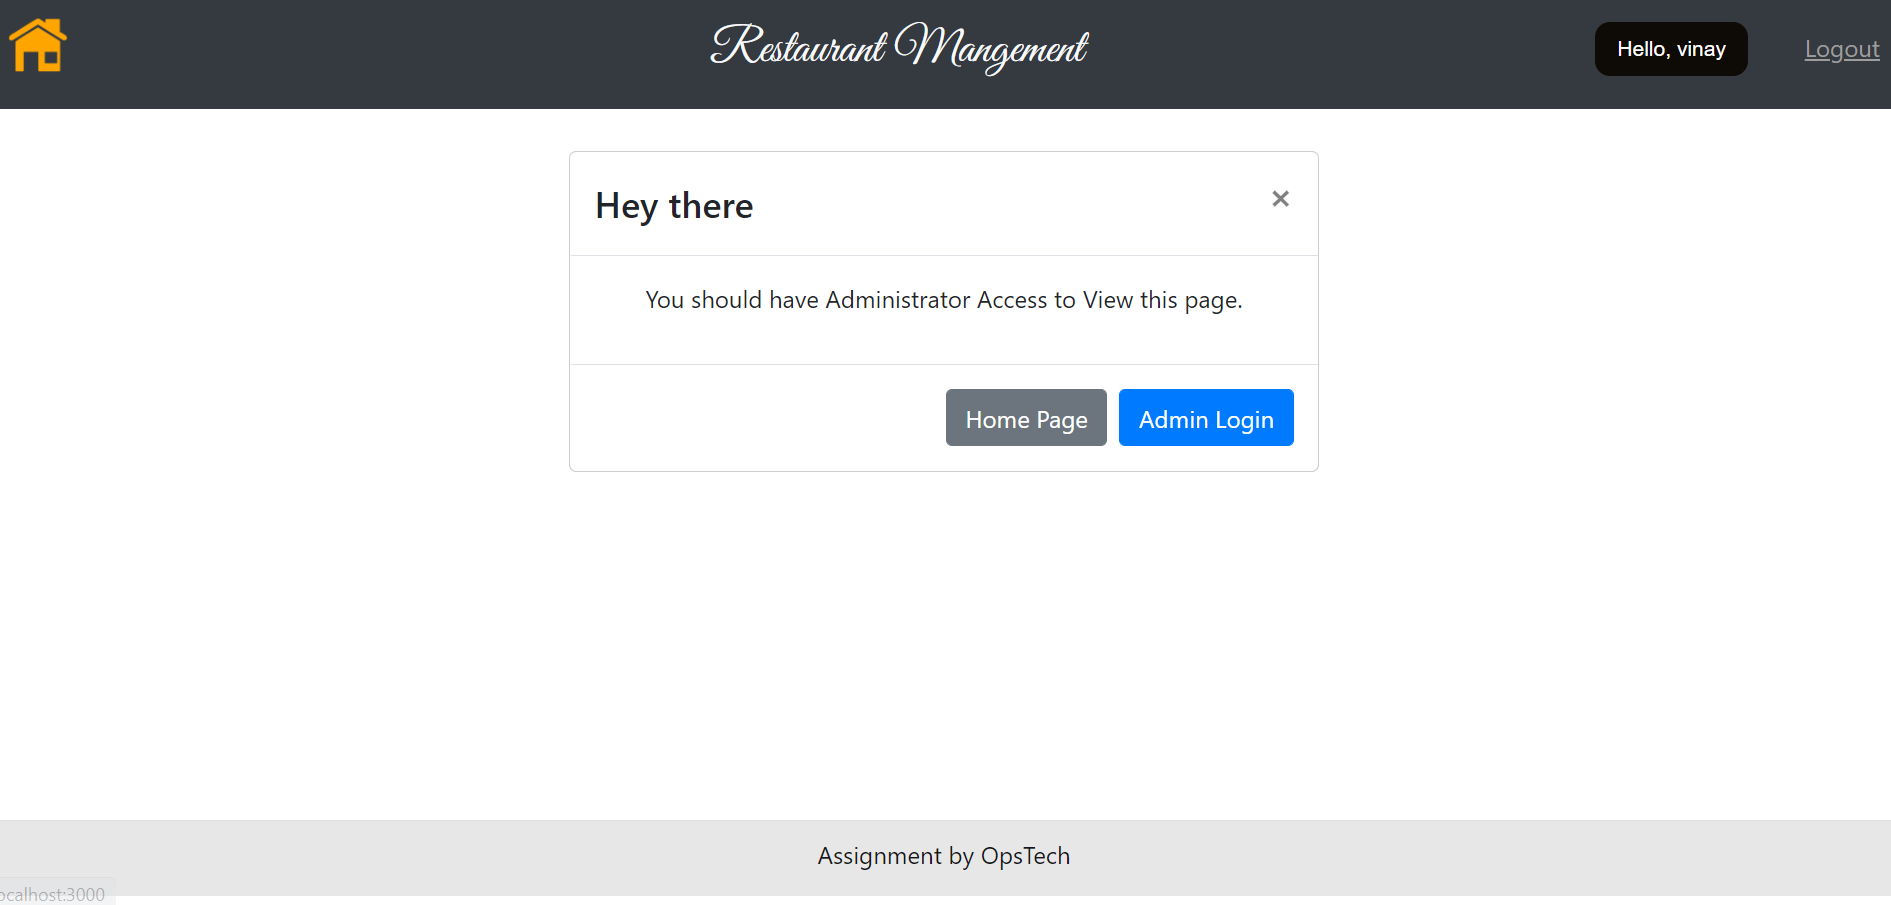 Restaurant Mangement
Hello, vinay
Logout
Hey there
×
You should have Administrator Access to View this page.
Home Page
Admin Login
Assignment by OpsTech
ocalhost:3000